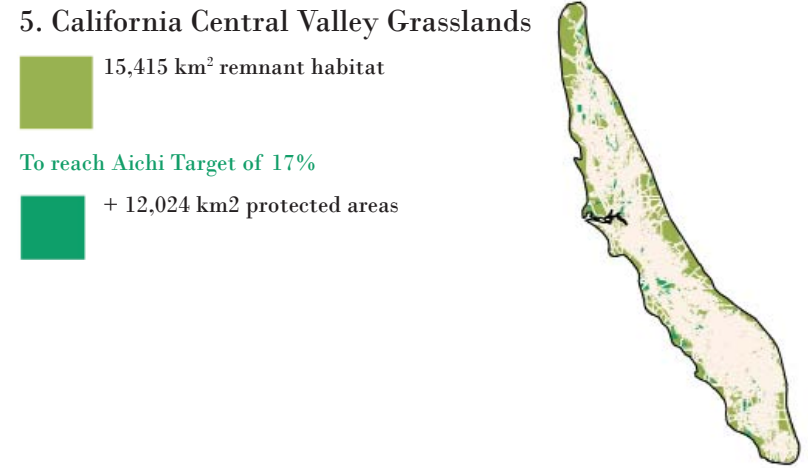 5. California Central Valley Grasslands
15,415 km² remnant habitat
To reach Aichi Target of 17%
+ 12,024 km2 protected areas